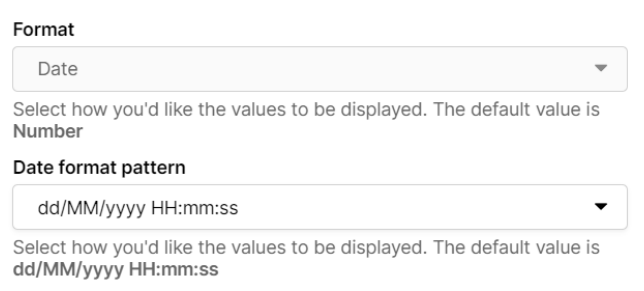 Format
Date
Select how you'd like the values to be displayed. The default value is
Number
Date format pattern
dd/MM/yyyy HH:mm:ss
Select how you'd like the values to be displayed. The default value is
dd/MM/yyyy HH:mm:ss